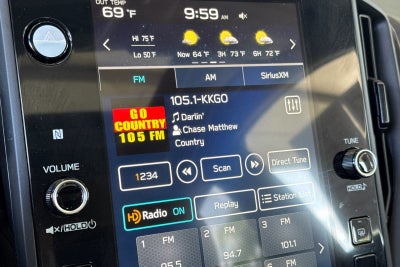 OUT TEMP
69°F
9:59 AM
Hi 75°F
Lo 50°F
Now 64°F
3H 73°F
6H 72°F
FM
AM
SiriusXM
GO
COUNTRY
105 FM
105.1-KKGO
Darlin'
Chase Matthew
Country
VOLUME
TUNE
1234
Scan
Direct Tune
HD Radio ON
Replay
Station List
/HOLD
HOLD
1 FM
2 FM
3 FM
94.7
101.1